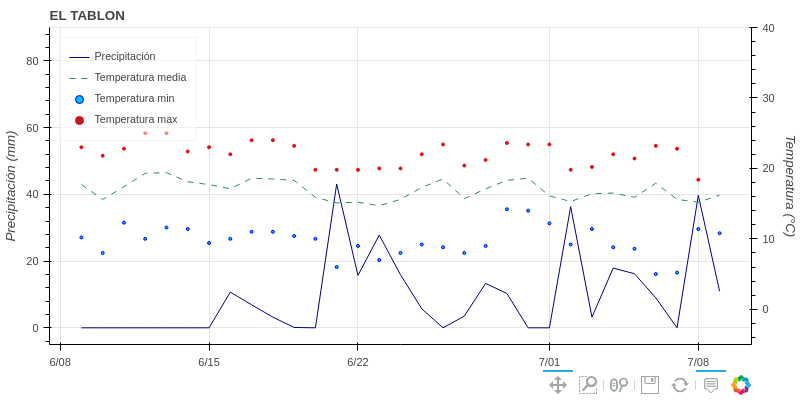 EL TABLON
Precipitación
Temperatura media
Temperatura min
Temperatura max
Precipitación (mm)
80
60
40
20
0
Temperatura (°C)
40
30
20
10
0
6/08
6/15
6/22
7/01
7/08